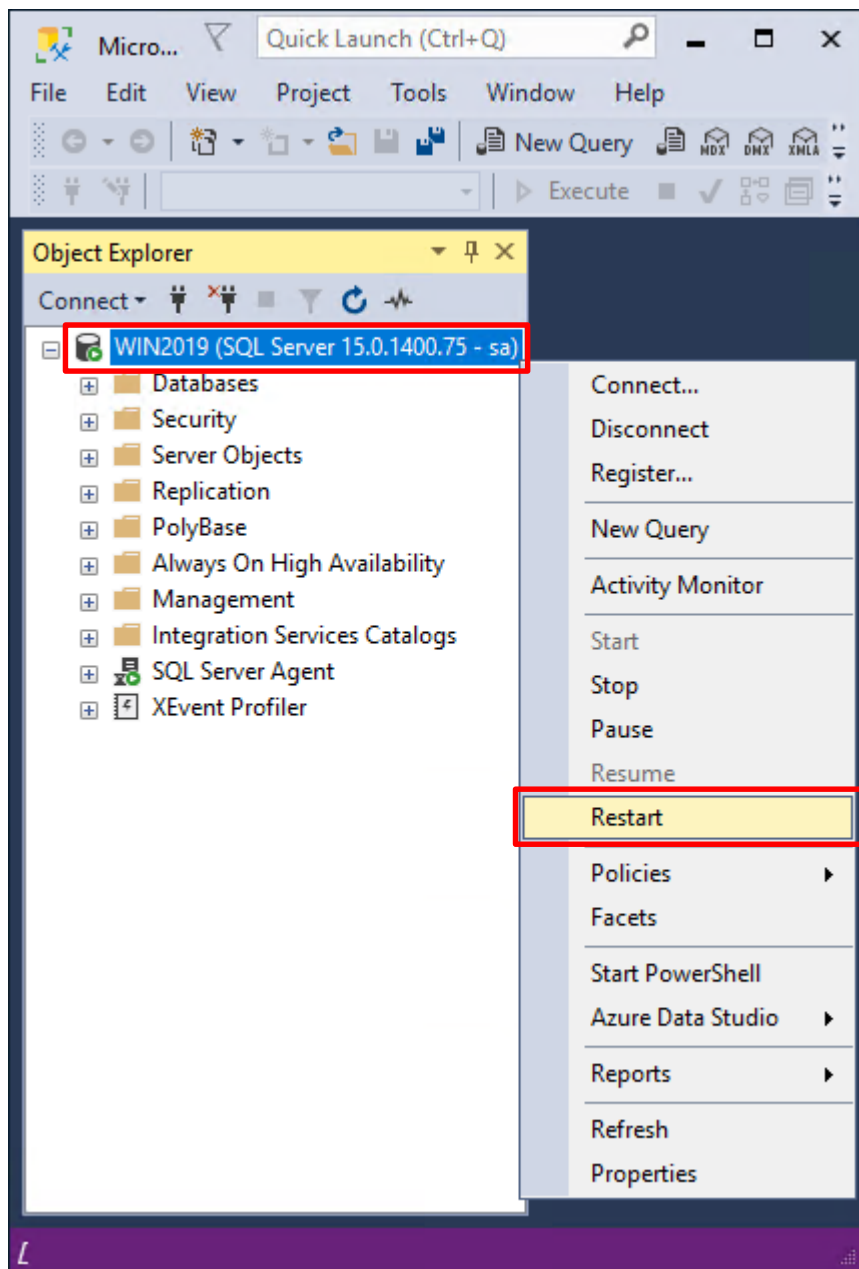 Micro...
Quick Launch (Ctrl+Q)
File Edit View Project Tools Window Help
New Query MDX DMX XMLA
Execute
Object Explorer
Connect
WIN2019 (SQL Server 15.0.1400.75 - sa)
Databases
Security
Server Objects
Replication
PolyBase
Always On High Availability
Management
Integration Services Catalogs
SQL Server Agent
XEvent Profiler
Connect...
Disconnect
Register...
New Query
Activity Monitor
Start
Stop
Pause
Resume
Restart
Policies
Facets
Start PowerShell
Azure Data Studio
Reports
Refresh
Properties
[